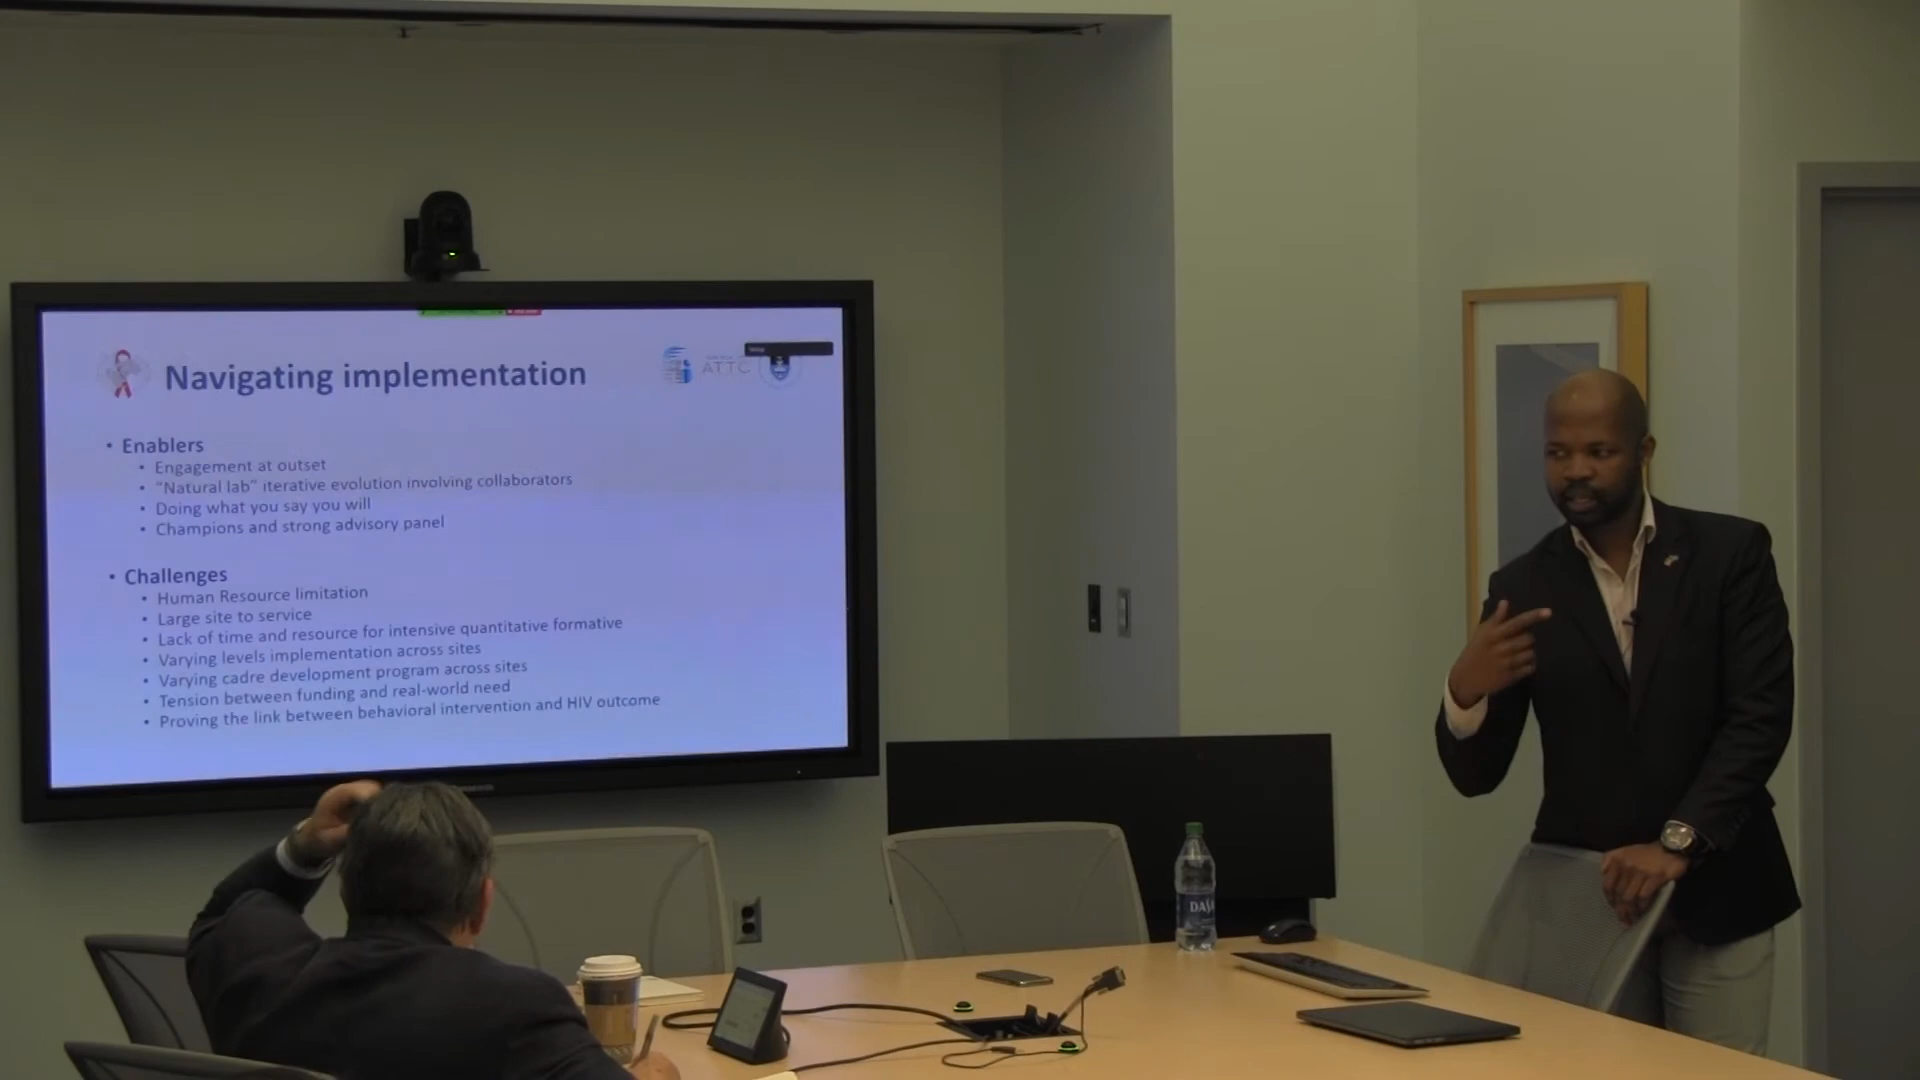 Navigating implementation
ATTC
• Enablers
• Engagement at outset
• “Natural lab” iterative evolution involving collaborators
• Doing what you say you will
• Champions and strong advisory panel
• Challenges
• Human Resource limitation
• Large site to service
• Lack of time and resource for intensive quantitative formative
• Varying levels implementation across sites
• Varying cadre development program across sites
• Tension between funding and real-world need
• Proving the link between behavioral intervention and HIV outcome
DASA